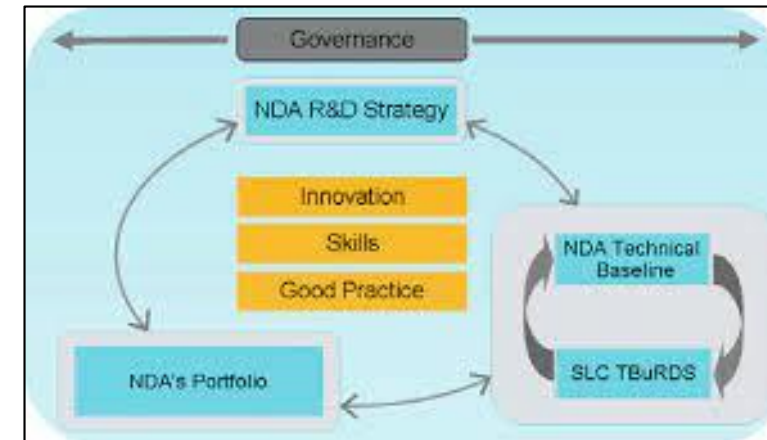 Governance
NDA R&D Strategy
Innovation
Skills
Good Practice
NDA Technical
Baseline
SLC TBuRDS
NDA's Portfolio